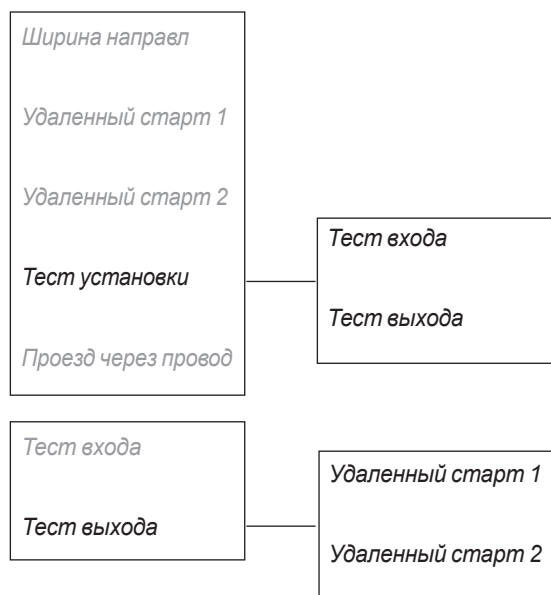 Ширина направл
Удаленный старт 1
Удаленный старт 2
Тест установки
Проезд через провод
Тест входа
Тест выхода
Тест входа
Тест выхода
Удаленный старт 1
Удаленный старт 2